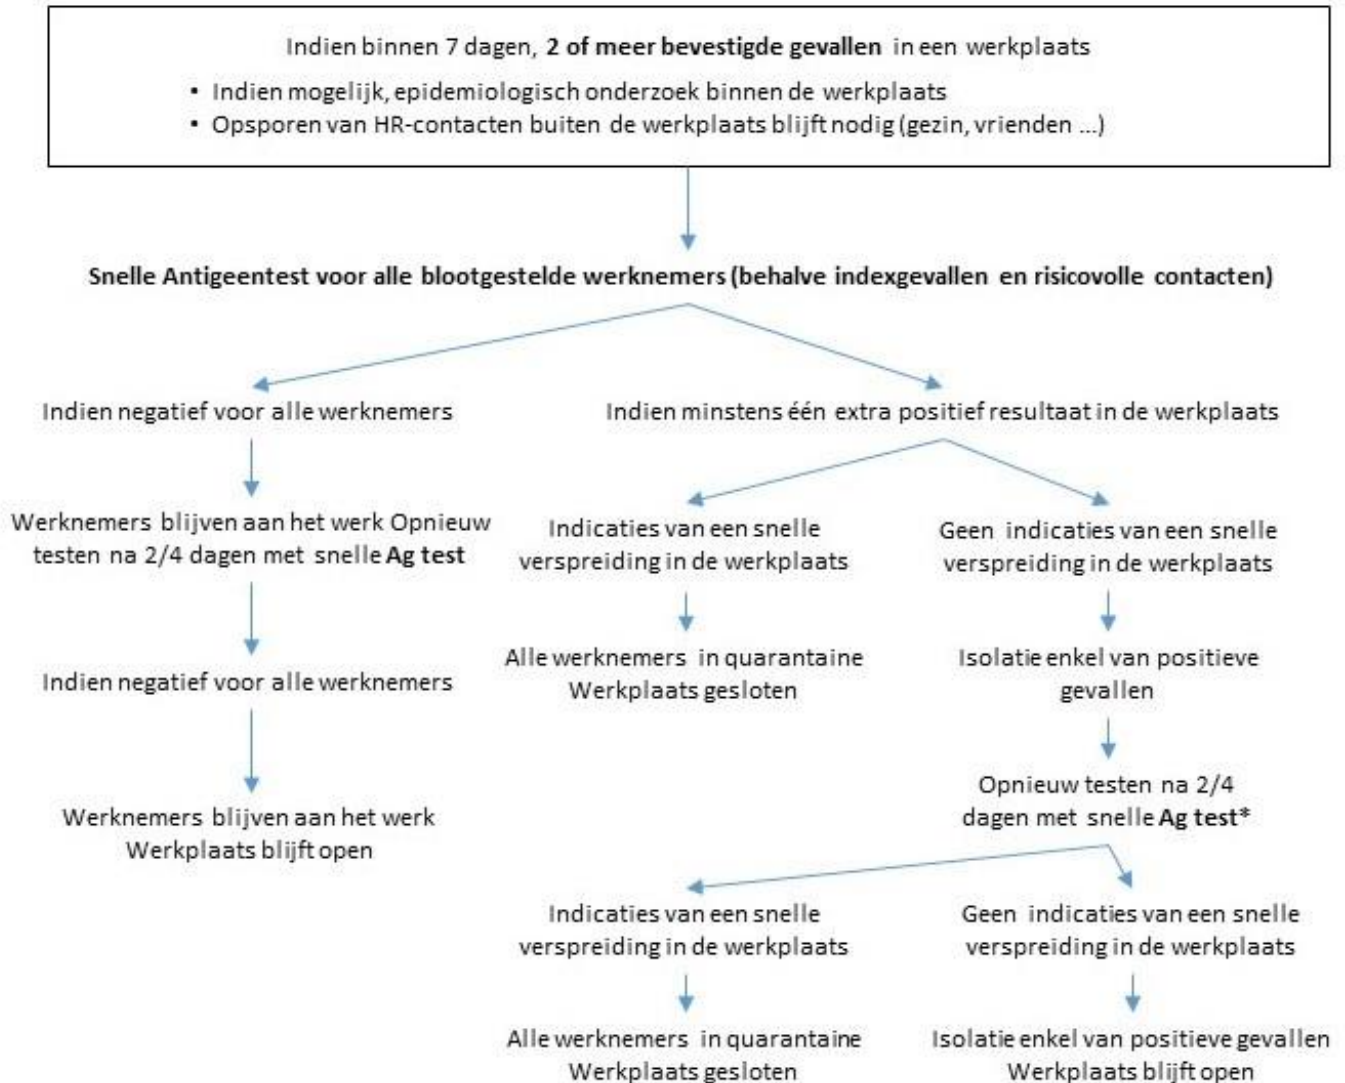 Indien binnen 7 dagen, 2 of meer bevestigde gevallen in een werkplaats
• Indien mogelijk, epidemiologisch onderzoek binnen de werkplaats
• Opsporen van HR-contacten buiten de werkplaats blijft nodig (gezin, vrienden ...)
Snelle Antigeentest voor alle blootgestelde werknemers (behalve indexgevallen en risicovolle contacten)
Indien negatief voor alle werknemers
Indien minstens één extra positief resultaat in de werkplaats
Werknemers blijven aan het werk Opnieuw
testen na 2/4 dagen met snelle Ag test
Indicaties van een snelle
verspreiding in de werkplaats
Geen indicaties van een snelle
verspreiding in de werkplaats
Indien negatief voor alle werknemers
Alle werknemers in quarantaine
Werkplaats gesloten
Isolatie enkel van positieve
gevallen
Werknemers blijven aan het werk
Werkplaats blijft open
Opnieuw testen na 2/4
dagen met snelle Ag test*
Indicaties van een snelle
verspreiding in de werkplaats
Geen indicaties van een snelle
verspreiding in de werkplaats
Alle werknemers in quarantaine
Werkplaats gesloten
Isolatie enkel van positieve gevallen
Werkplaats blijft open